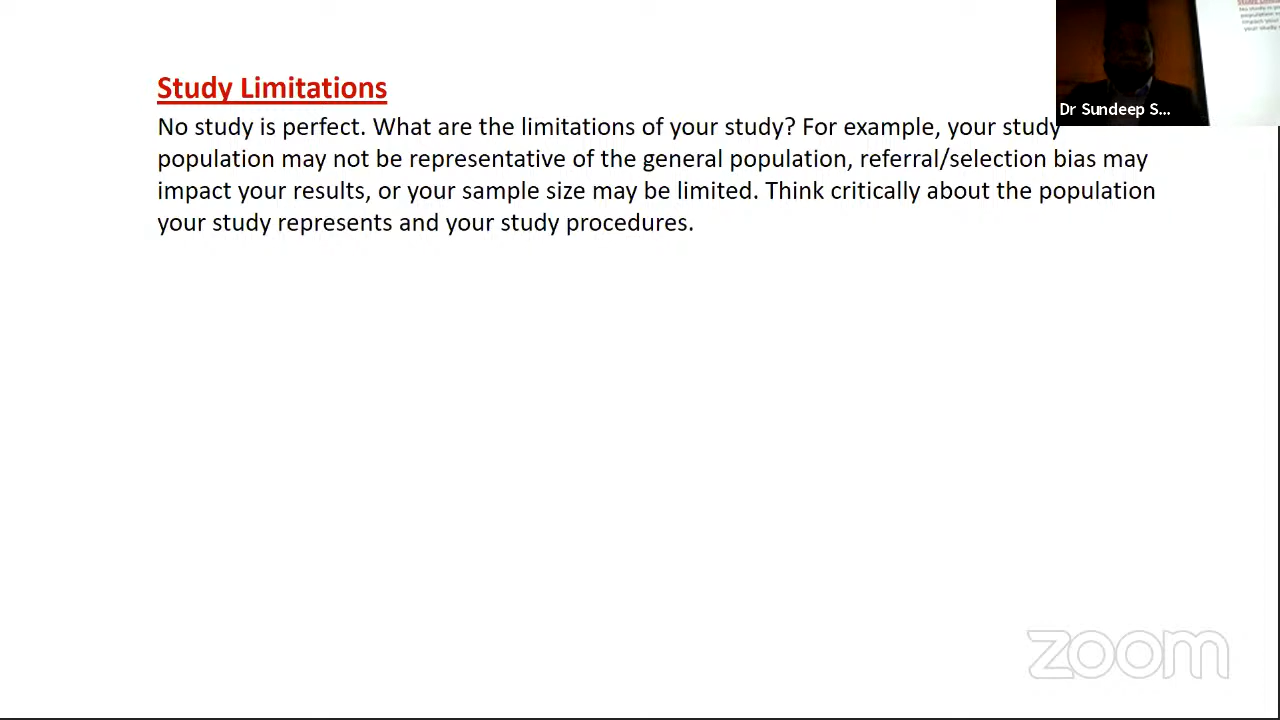 Study Limitations
No study is perfect. What are the limitations of your study? For example, your study
population may not be representative of the general population, referral/selection bias may
impact your results, or your sample size may be limited. Think critically about the population
your study represents and your study procedures.
Dr Sundeep S...
zoom